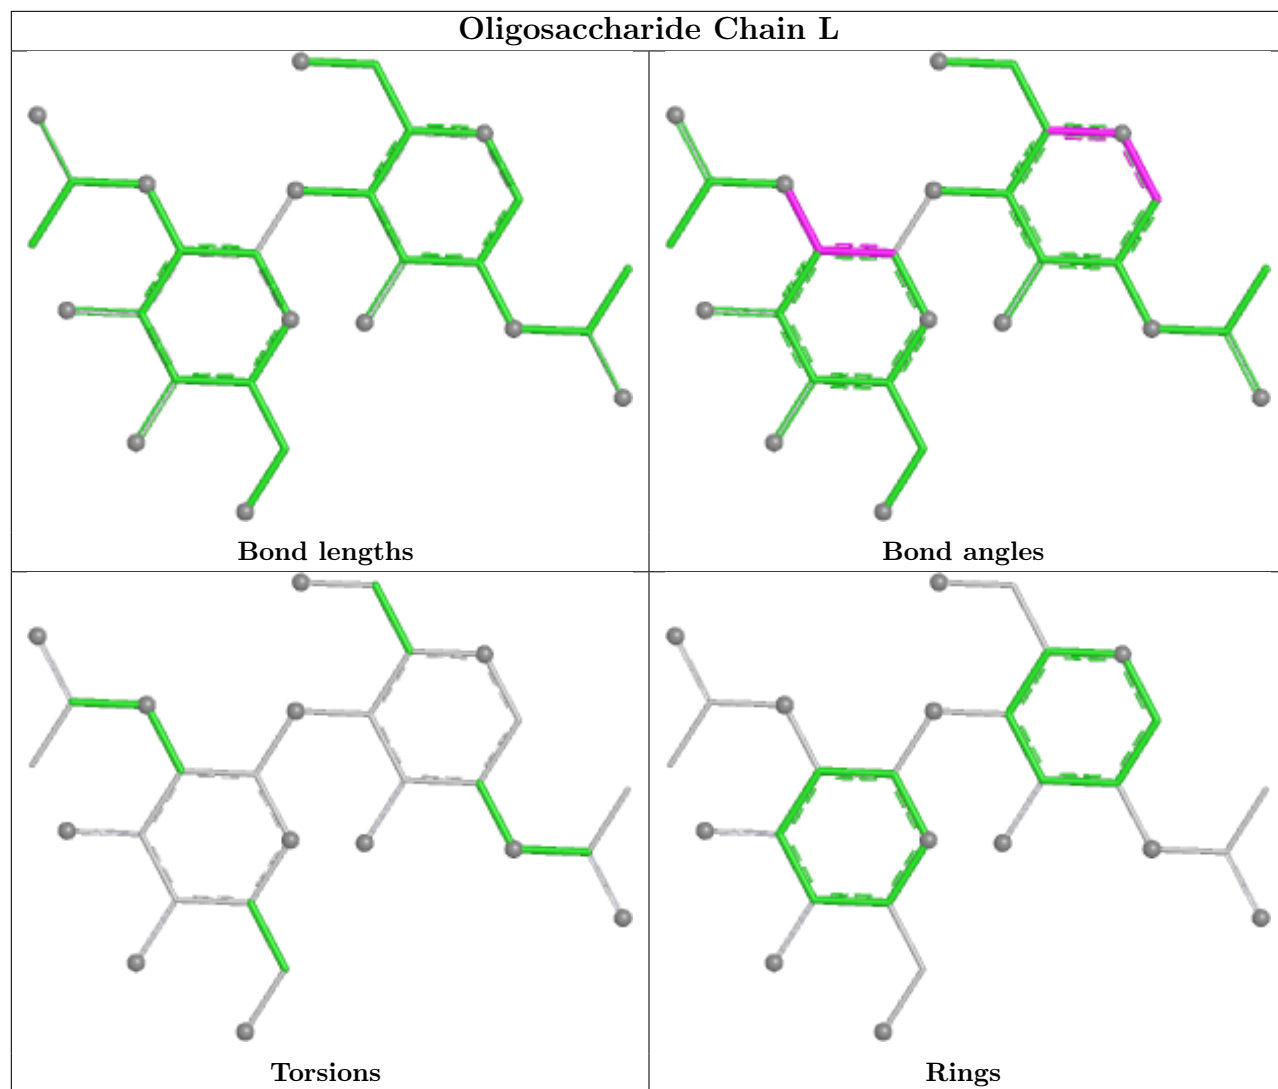 Oligosaccharide Chain L
Bond lengths
Bond angles
Torsions
Rings